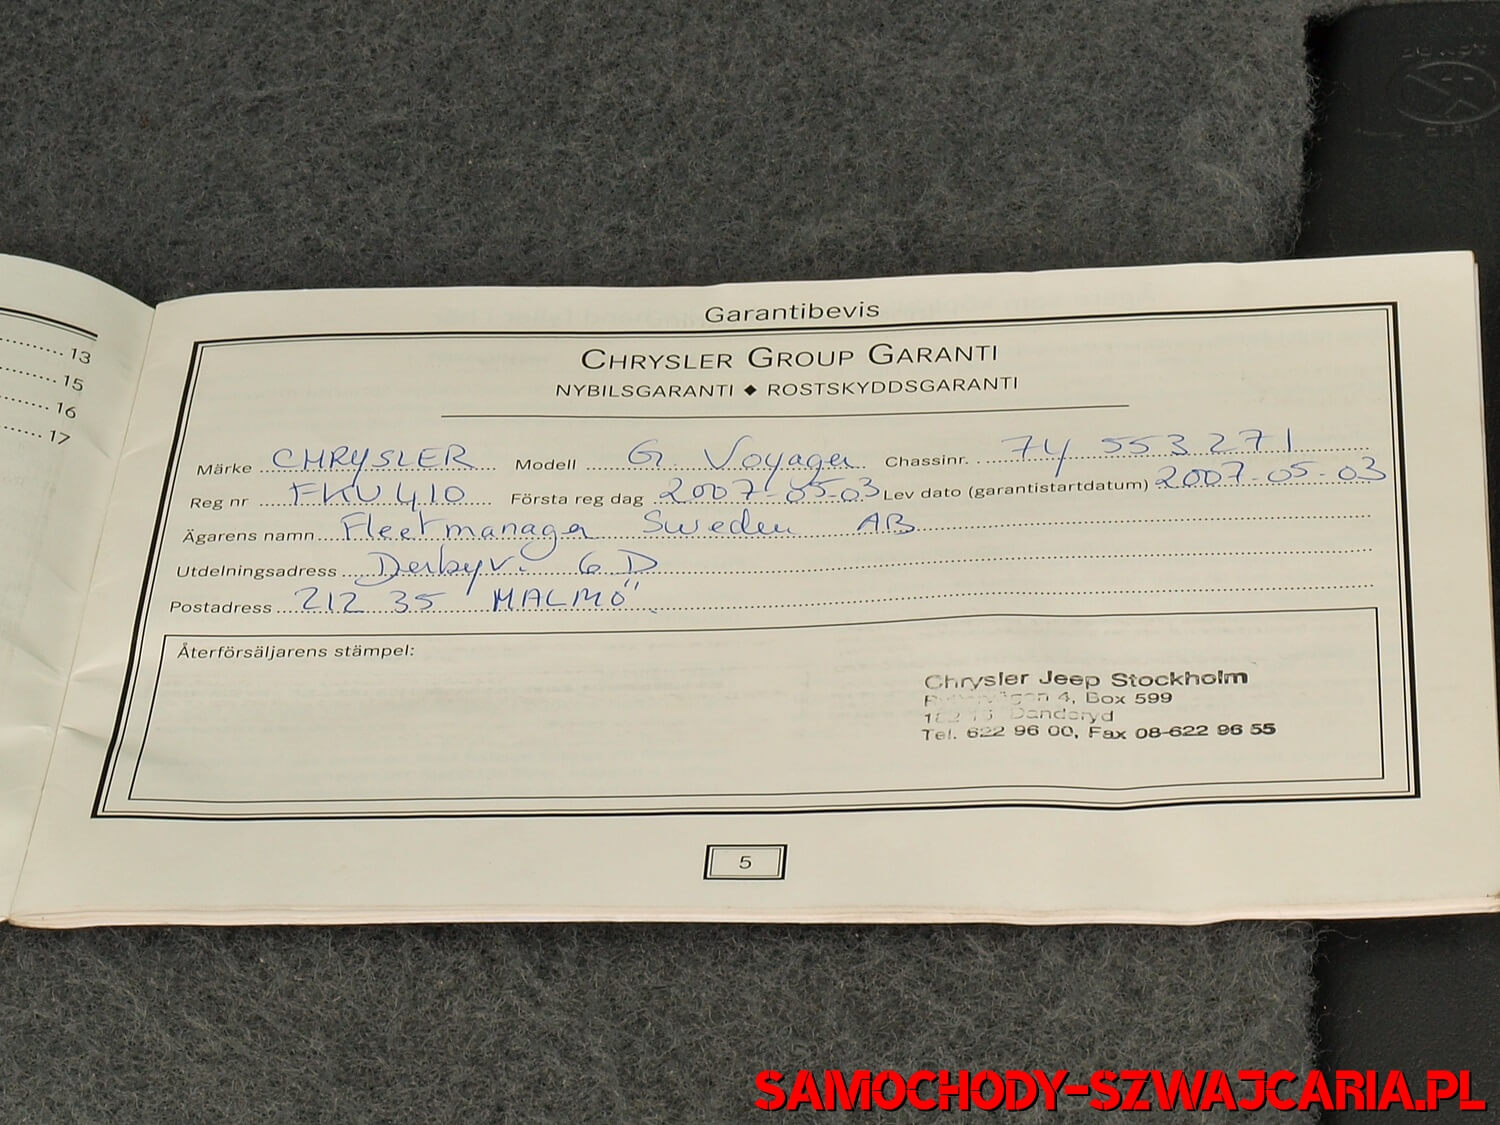 13
15
16
17
Garantibevis
CHRYSLER GROUP GARANTI
NYBILSGARANTI ◆ ROSTSKYDDSGARANTI
Märke CHRYSLER Modell G. Voyager Chassinr. 74 553271
Reg nr FKU410 Första reg dag 2007-05-03 Lev dato (garantistartdatum) 2007-05-03
Ägarens namn Fleetmanager Sweden AB
Utdelningsadress Derbyv. 6 D
Postadress 212 35 MALMÖ
Återförsäljarens stämpel:
Chrysler Jeep Stockholm
4, Box 599
Danderyd
Tel. 622 96 00, Fax 08-622 96 55
5
SAMOCHODY-SZWAJCARIA.PL